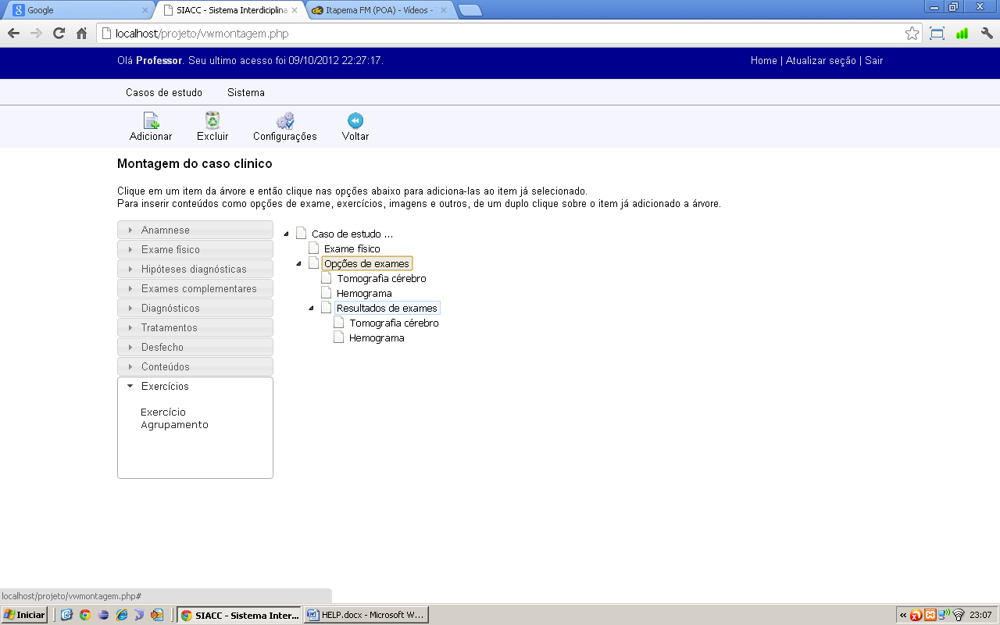 Google
SIACC - Sistema Interdiciplina
Itapema FM (POA) - Vídeos -
localhost/projeto/vwmontagem.php
Olá Professor. Seu ultimo acesso foi 09/10/2012 22:27:17.
Home | Atualizar seção | Sair
Casos de estudo Sistema
Adicionar Excluir Configurações Voltar
Montagem do caso clínico
Clique em um item da árvore e então clique nas opções abaixo para adiciona-las ao item já selecionado.
Para inserir conteúdos como opções de exame, exercícios, imagens e outros, de um duplo clique sobre o item já adicionado a árvore.
Anamnese
Exame físico
Hipóteses diagnósticas
Exames complementares
Diagnósticos
Tratamentos
Desfecho
Conteúdos
Exercícios
Exercício
Agrupamento
Caso de estudo ...
Exame físico
Opções de exames
Tomografia cérebro
Hemograma
Resultados de exames
Tomografia cérebro
Hemograma
localhost/projeto/vwmontagem.php#
Iniciar
SIACC - Sistema Inter...
HELP.docx - Microsoft W...
23:07